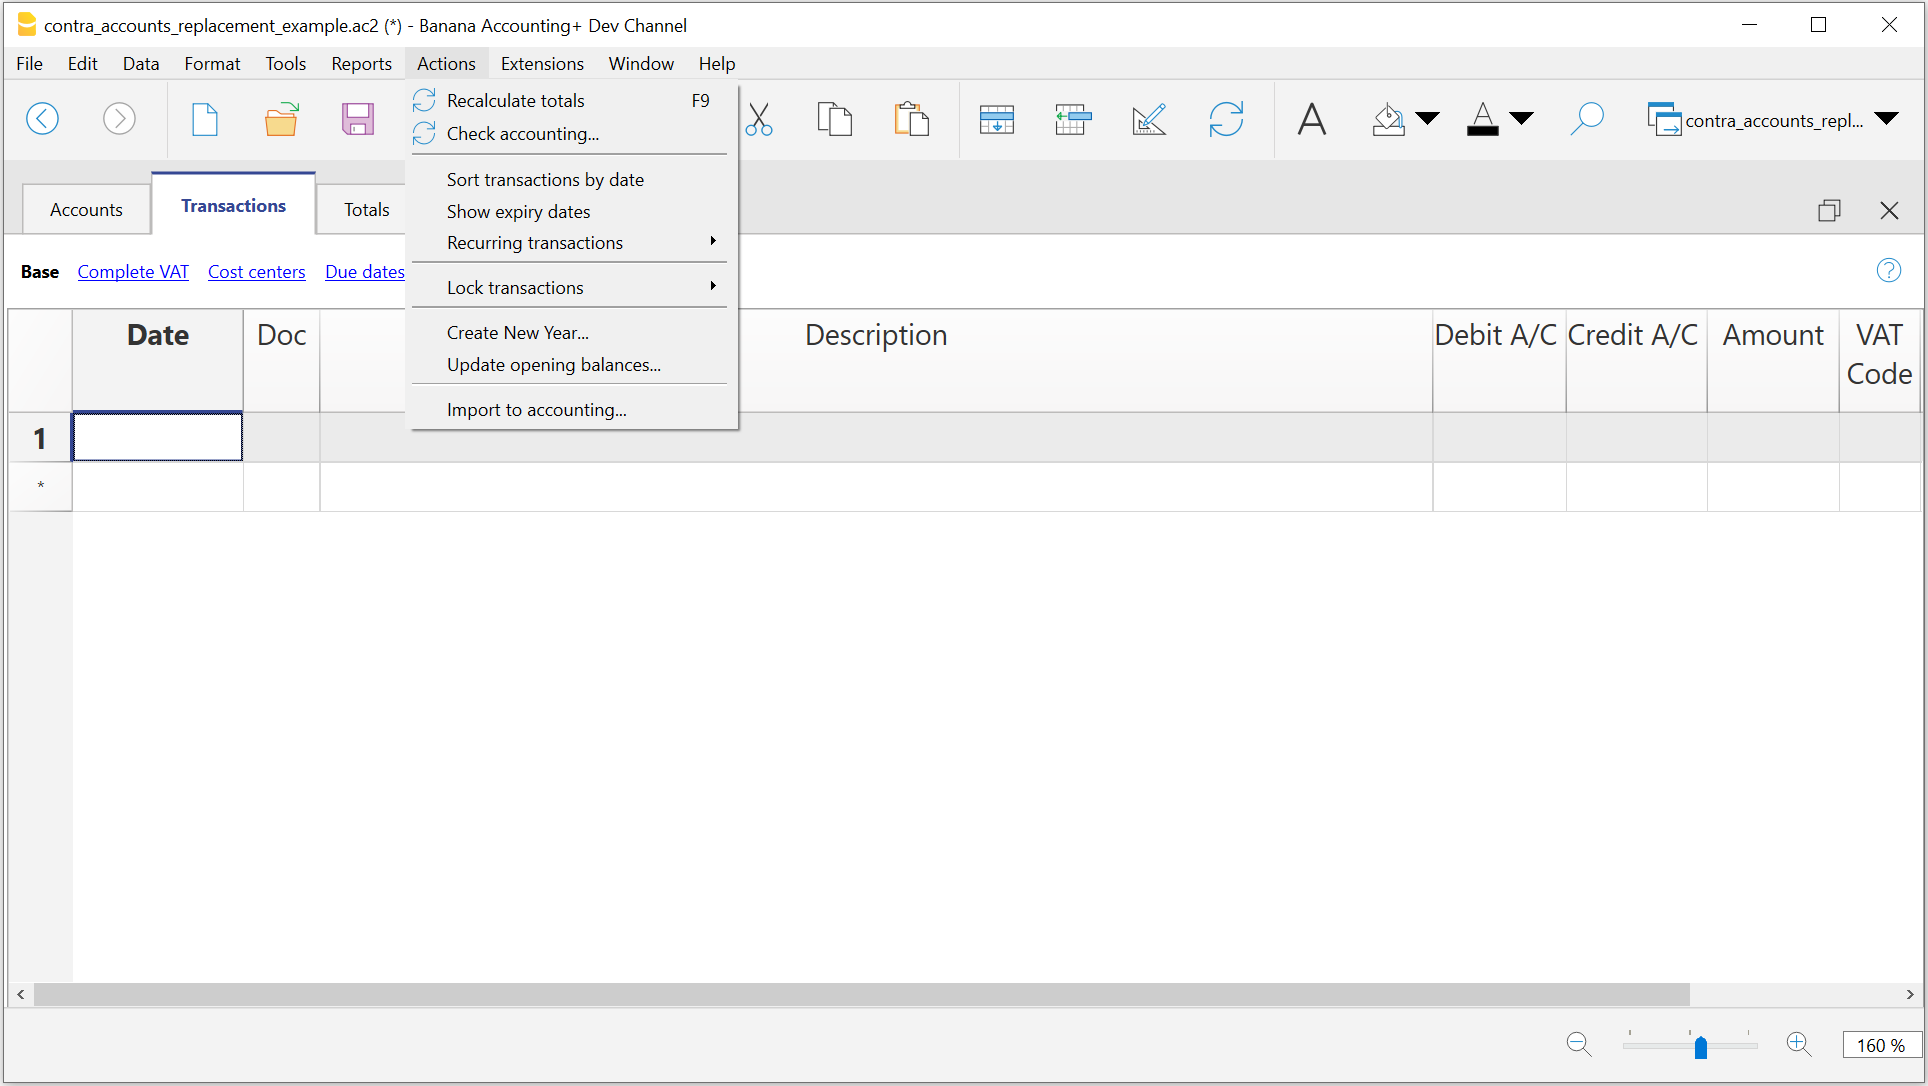 contra_accounts_replacement_example.ac2 (*) - Banana Accounting+ Dev Channel
File Edit Data Format Tools Reports Actions Extensions Window Help
Recalculate totals F9
Check accounting...
contra_accounts_repl...
Sort transactions by date
Show expiry dates
Recurring transactions
Lock transactions
Create New Year...
Update opening balances...
Import to accounting...
Accounts Transactions Totals
Base Complete VAT Cost centers Due dates
Date Doc Description Debit A/C Credit A/C Amount VAT Code
1
*
160 %